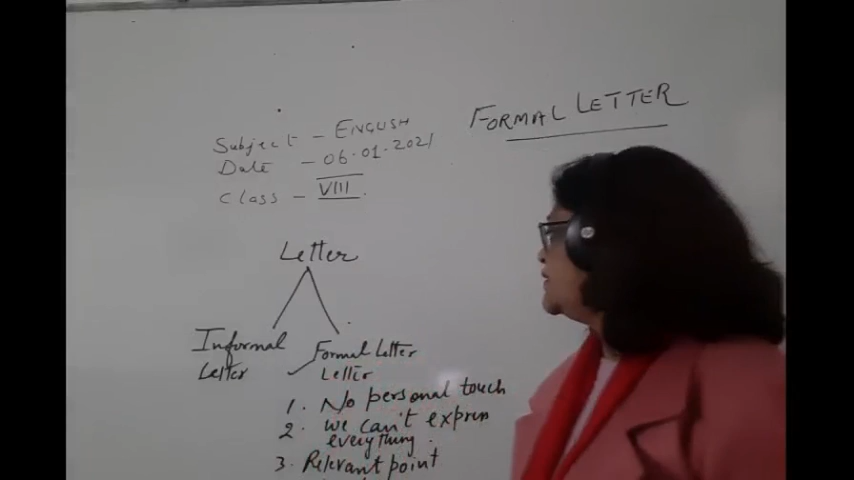 FORMAL LETTER
Subject - ENGLISH
Date - 06.01.2021
Class - VIII.
Letter
Informal Letter
Formal Letter
Letter
1. No personal touch
2. we can't express everything.
3. Relevant point